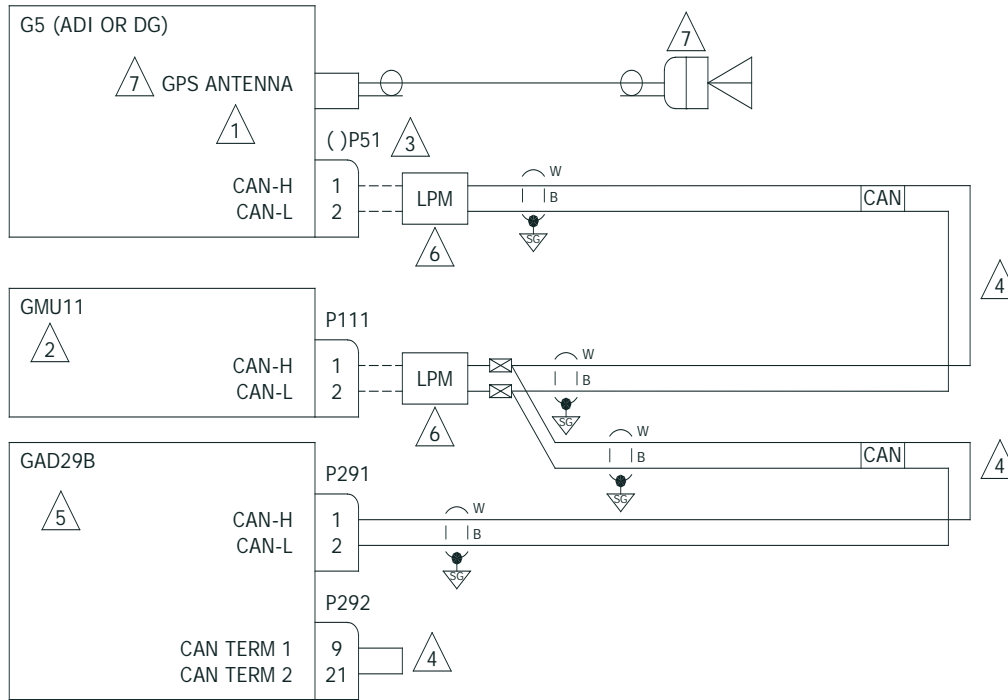 G5 (ADI OR DG)
7
7 GPS ANTENNA
1
( )P51 3
W
CAN-H 1 LPM CAN
B
CAN-L 2
SG
6
4
GMU11
P111
2
W
CAN-H 1 LPM
B
CAN-L 2
SG
6
W
GAD29B CAN
B
4
P291
SG
5
W
CAN-H 1
B
CAN-L 2
SG
P292
CAN TERM 1 9
4
CAN TERM 2 21